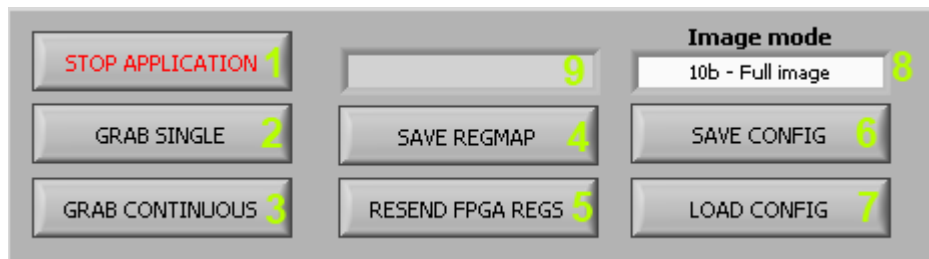 Image mode
STOP APPLICATION 1
9
10b - Full image 8
GRAB SINGLE 2
SAVE REGMAP 4
SAVE CONFIG 6
GRAB CONTINUOUS 3
RESEND FPGA REGS 5
LOAD CONFIG 7